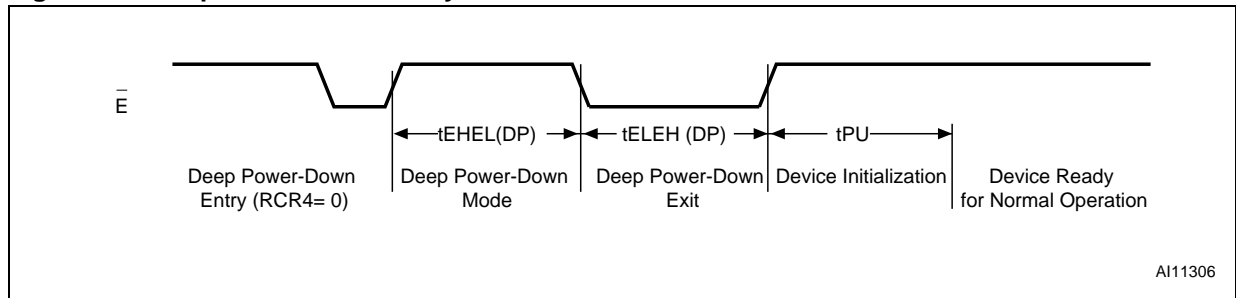 E̅
tEHEL(DP)
tELEH (DP)
tPU
Deep Power-Down
Entry (RCR4= 0)
Deep Power-Down
Mode
Deep Power-Down
Exit
Device Initialization
Device Ready
for Normal Operation
AI11306